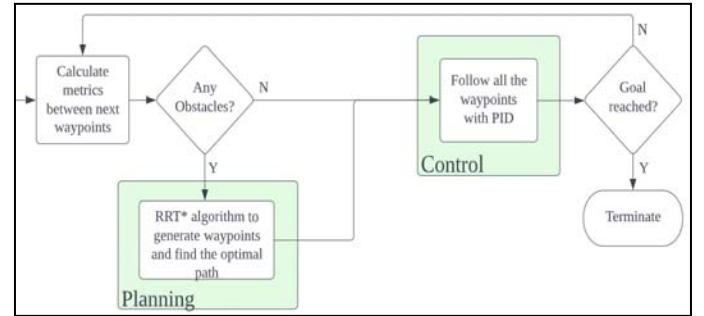 N
Calculate
metrics
between next
waypoints
Any
Obstacles?
N
Follow all the
waypoints
with PID
Control
Goal
reached?
Y
Y
RRT* algorithm to
generate waypoints
and find the optimal
path
Planning
Terminate